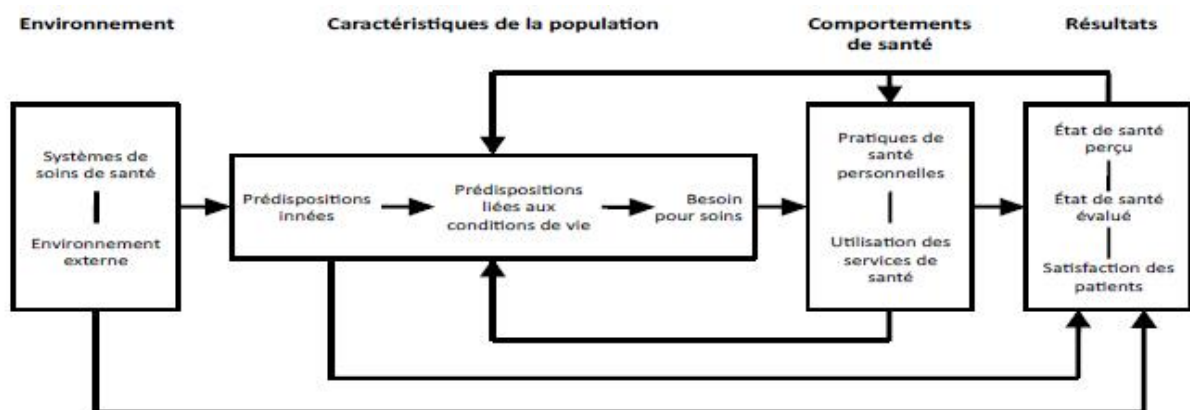 Environnement
Caractéristiques de la population
Comportements
de santé
Résultats
Systèmes de
soins de santé
Environnement
externe
Prédispositions
innées
Prédispositions
liées aux
conditions de vie
Besoin
pour soins
Pratiques de
santé
personnelles
Utilisation des
services de
santé
État de santé
perçu
État de santé
évalué
Satisfaction des
patients